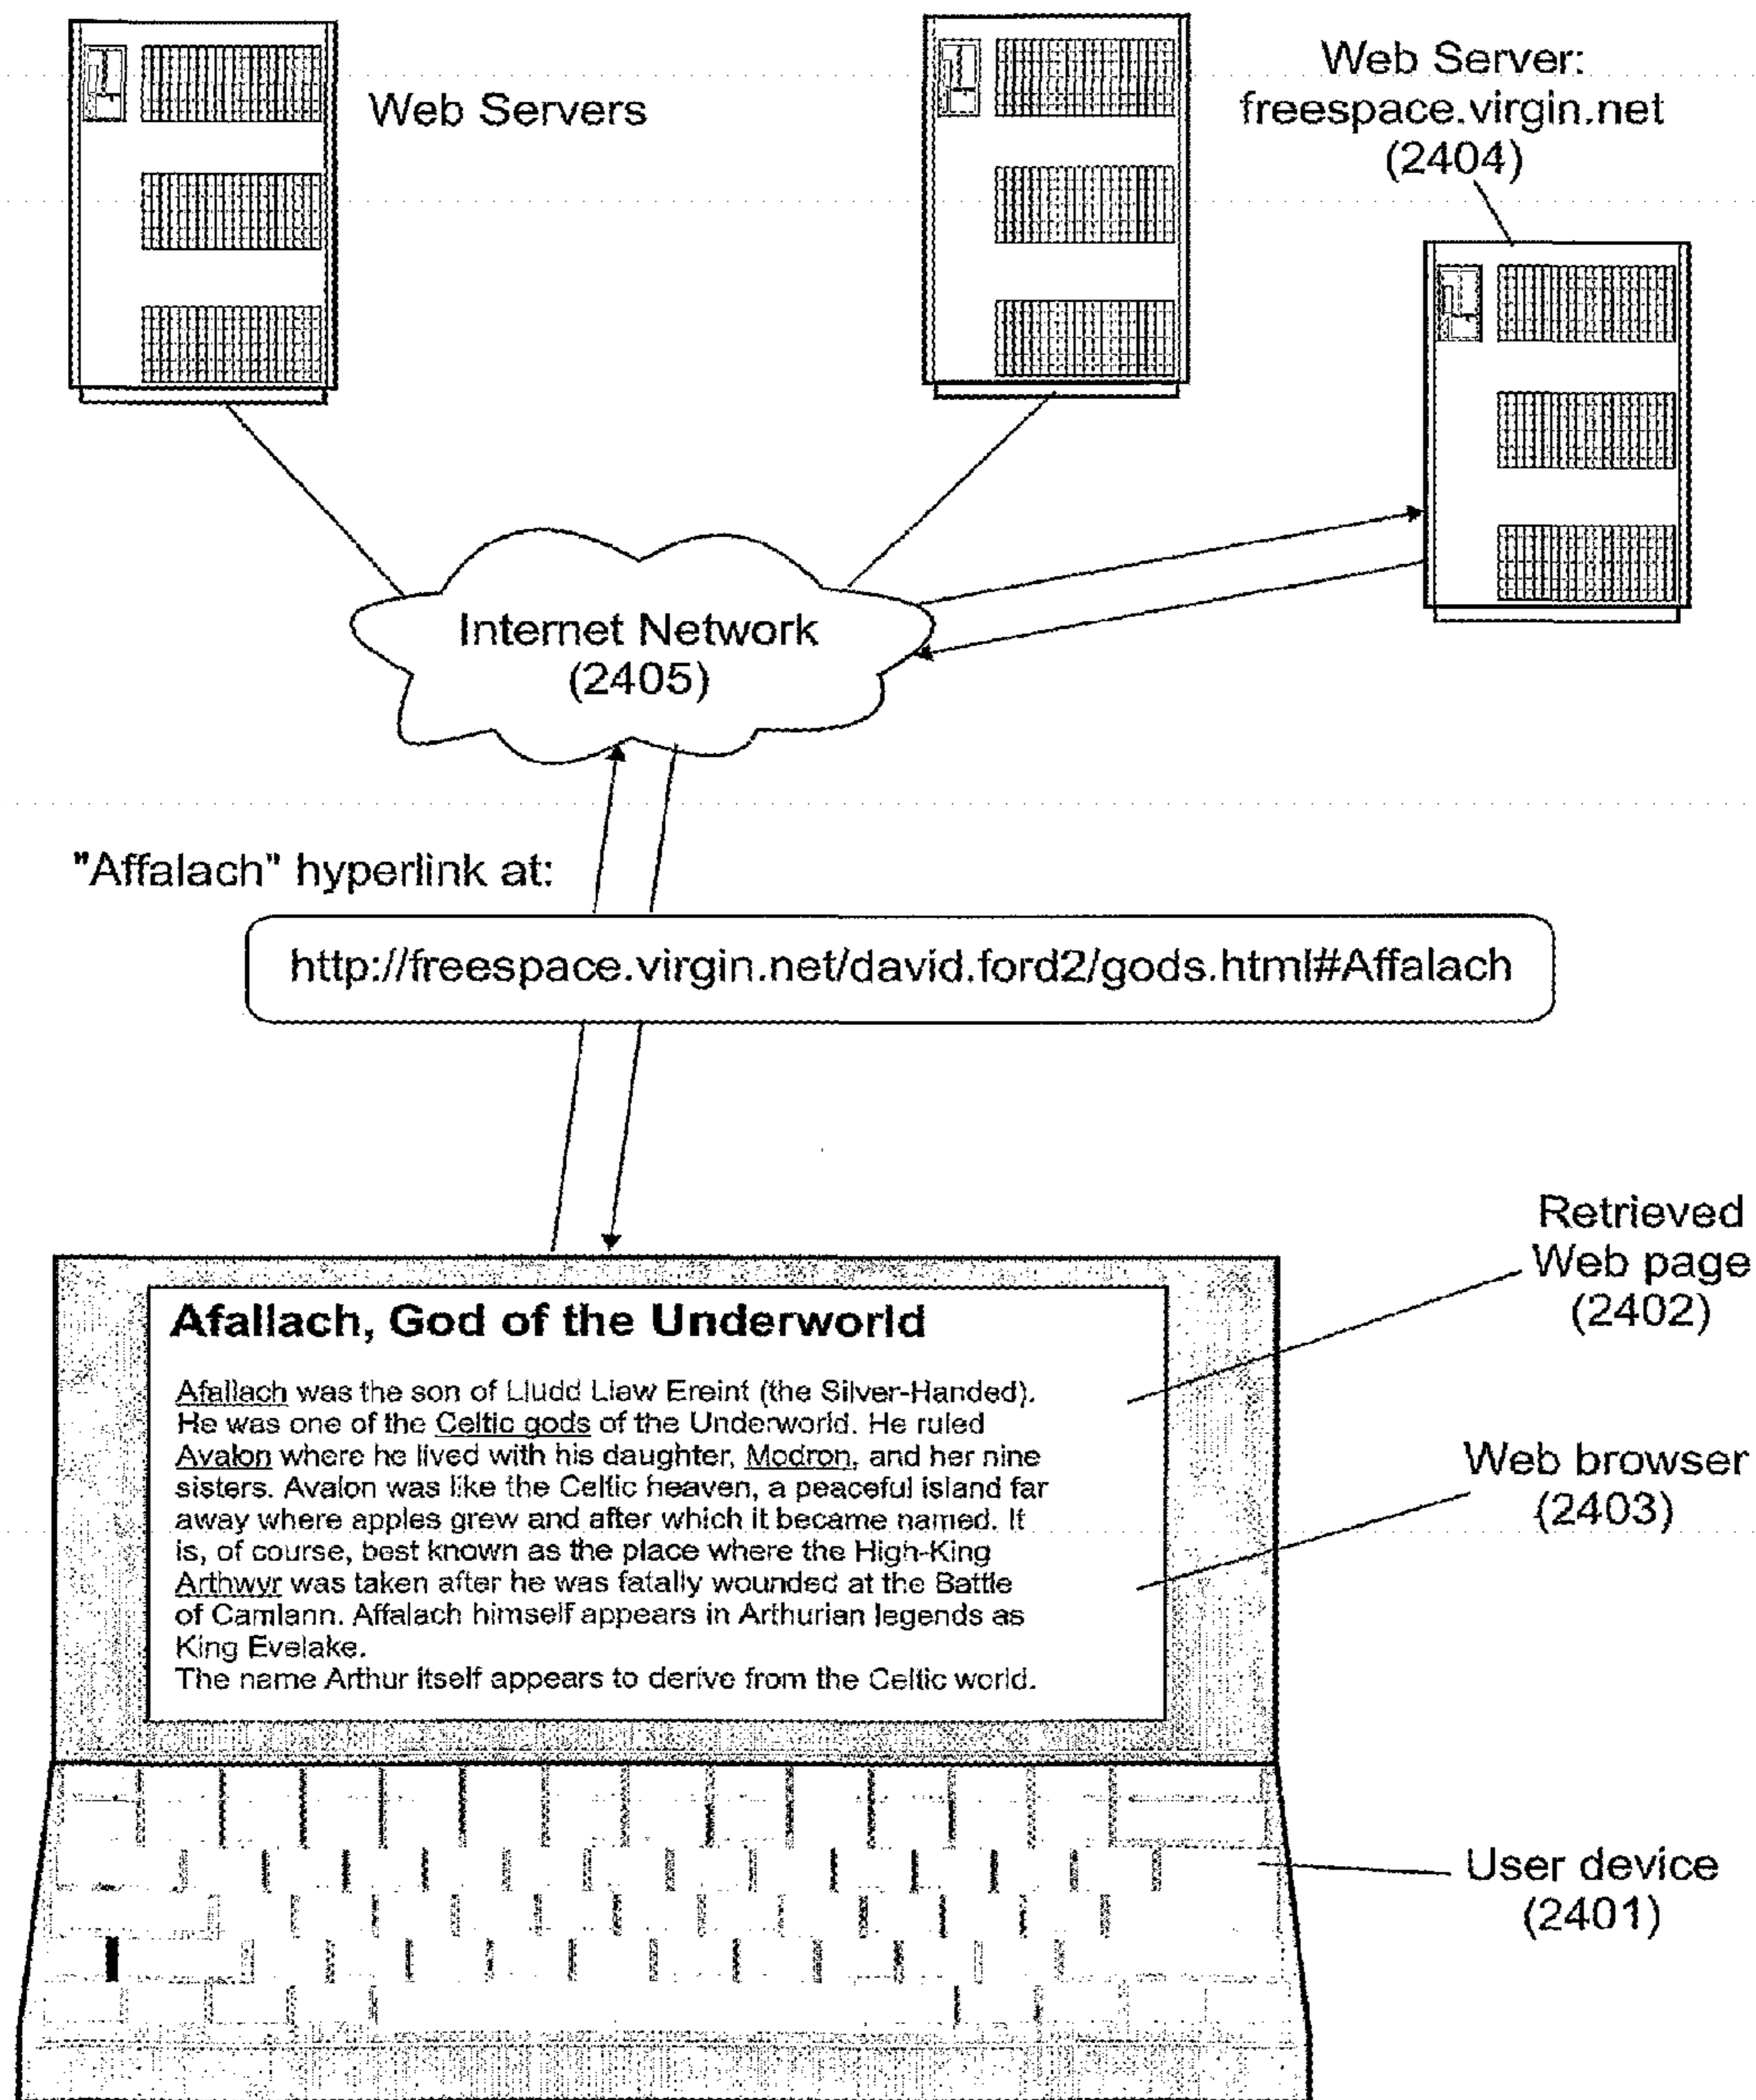 Web Servers
Web Server:
freespace.virgin.net
(2404)
Internet Network
(2405)
"Affalach" hyperlink at:
http://freespace.virgin.net/david.ford2/gods.html#Affalach
Retrieved
Web page
(2402)
Afallach, God of the Underworld
Afallach was the son of Lludd Llaw Ereint (the Silver-Handed).
He was one of the Celtic gods of the Underworld. He ruled
Avalon where he lived with his daughter, Modron, and her nine
sisters. Avalon was like the Celtic heaven, a peaceful island far
away where apples grew and after which it became named. It
is, of course, best known as the place where the High-King
Arthwyr was taken after he was fatally wounded at the Battle
of Camlann. Affalach himself appears in Arthurian legends as
King Evelake.
The name Arthur itself appears to derive from the Celtic world.
Web browser
(2403)
User device
(2401)